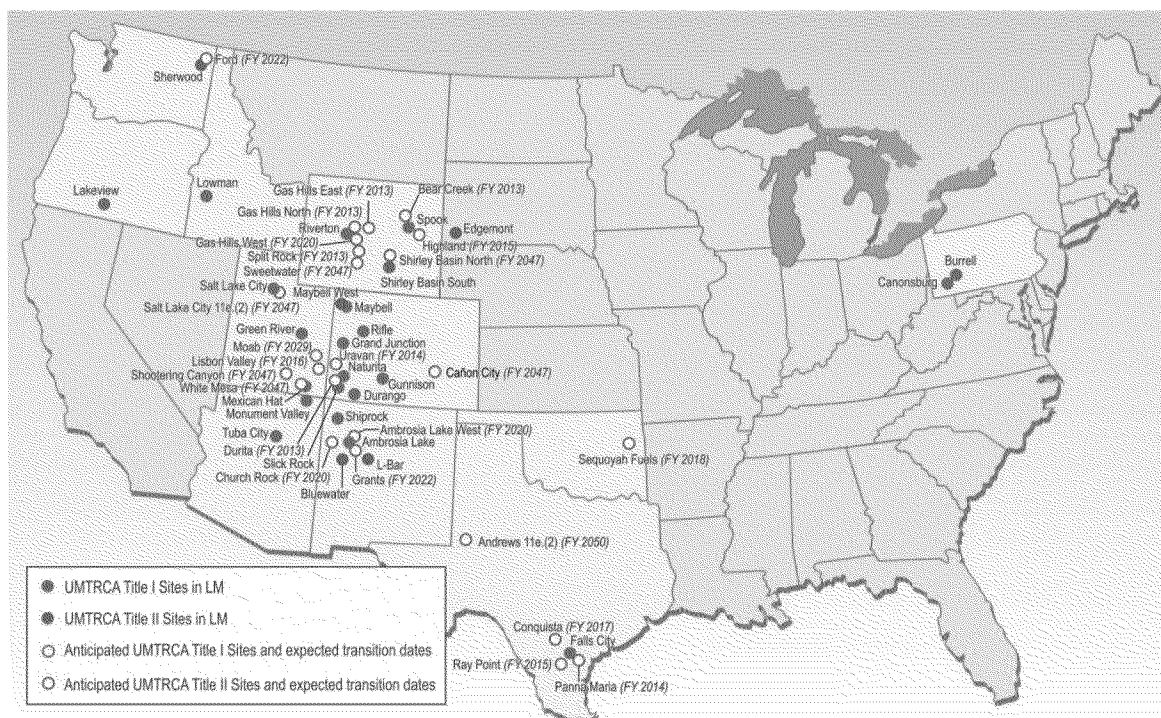 Ford (FY 2022)
Sherwood
Lakeview
Lowman
Gas Hills East (FY 2013)
Bear Creek (FY 2013)
Gas Hills North (FY 2013)
Riverton
Spook
Edgemont
Gas Hills West (FY 2020)
Highland (FY 2015)
Split Rock (FY 2013)
Shirley Basin North (FY 2047)
Sweetwater (FY 2047)
Shirley Basin South
Salt Lake City
Maybell West
Salt Lake City 11e.(2) (FY 2047)
Maybell
Burrell
Canonsburg
Green River
Rifle
Grand Junction
Moab (FY 2029)
Uravan (FY 2014)
Lisbon Valley (FY 2016)
Naturita
Shootering Canyon (FY 2047)
Cañon City (FY 2047)
White Mesa (FY 2047)
Gunnison
Mexican Hat
Durango
Monument Valley
Shiprock
Tuba City
Ambrosia Lake West (FY 2020)
Durita (FY 2013)
Ambrosia Lake
Slick Rock
L-Bar
Church Rock (FY 2020)
Grants (FY 2022)
Bluewater
Sequoyah Fuels (FY 2018)
Andrews 11e.(2) (FY 2050)
Conquista (FY 2017)
Falls City
Ray Point (FY 2015)
Panna Maria (FY 2014)
UMTRCA Title I Sites in LM
UMTRCA Title II Sites in LM
Anticipated UMTRCA Title I Sites and expected transition dates
Anticipated UMTRCA Title II Sites and expected transition dates